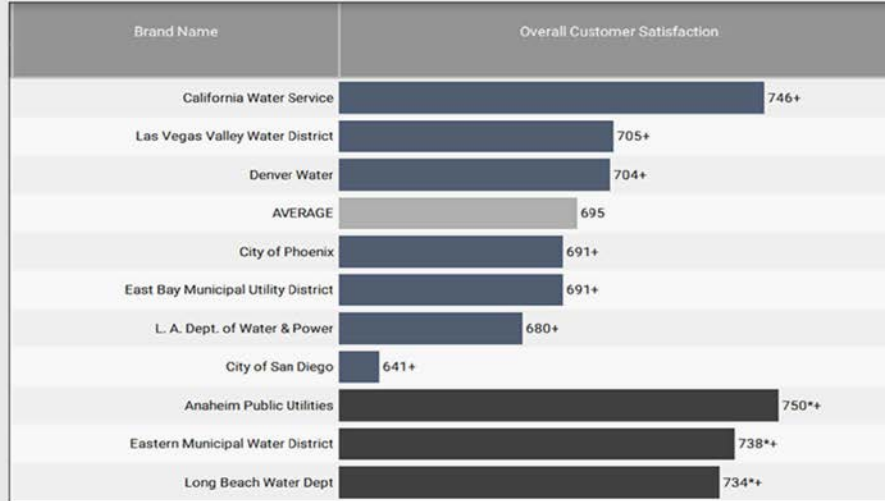 Brand Name Overall Customer Satisfaction
California Water Service 746+
Las Vegas Valley Water District 705+
Denver Water 704+
AVERAGE 695
City of Phoenix 691+
East Bay Municipal Utility District 691+
L. A. Dept. of Water & Power 680+
City of San Diego 641+
Anaheim Public Utilities 750*+
Eastern Municipal Water District 738*+
Long Beach Water Dept 734*+